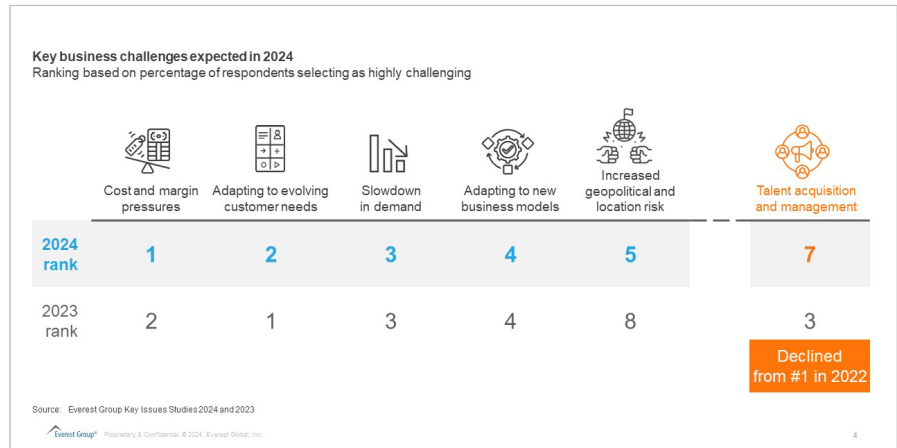 Key business challenges expected in 2024
Ranking based on percentage of respondents selecting as highly challenging
Cost and margin
pressures
Adapting to evolving
customer needs
Slowdown
in demand
Adapting to new
business models
Increased
geopolitical and
location risk
Talent acquisition
and management
2024
rank
1
2
3
4
5
7
2023
rank
2
1
3
4
8
3
Declined
from #1 in 2022
Source: Everest Group Key Issues Studies 2024 and 2023
Everest Group® Proprietary & Confidential. © 2024, Everest Global, Inc.
4